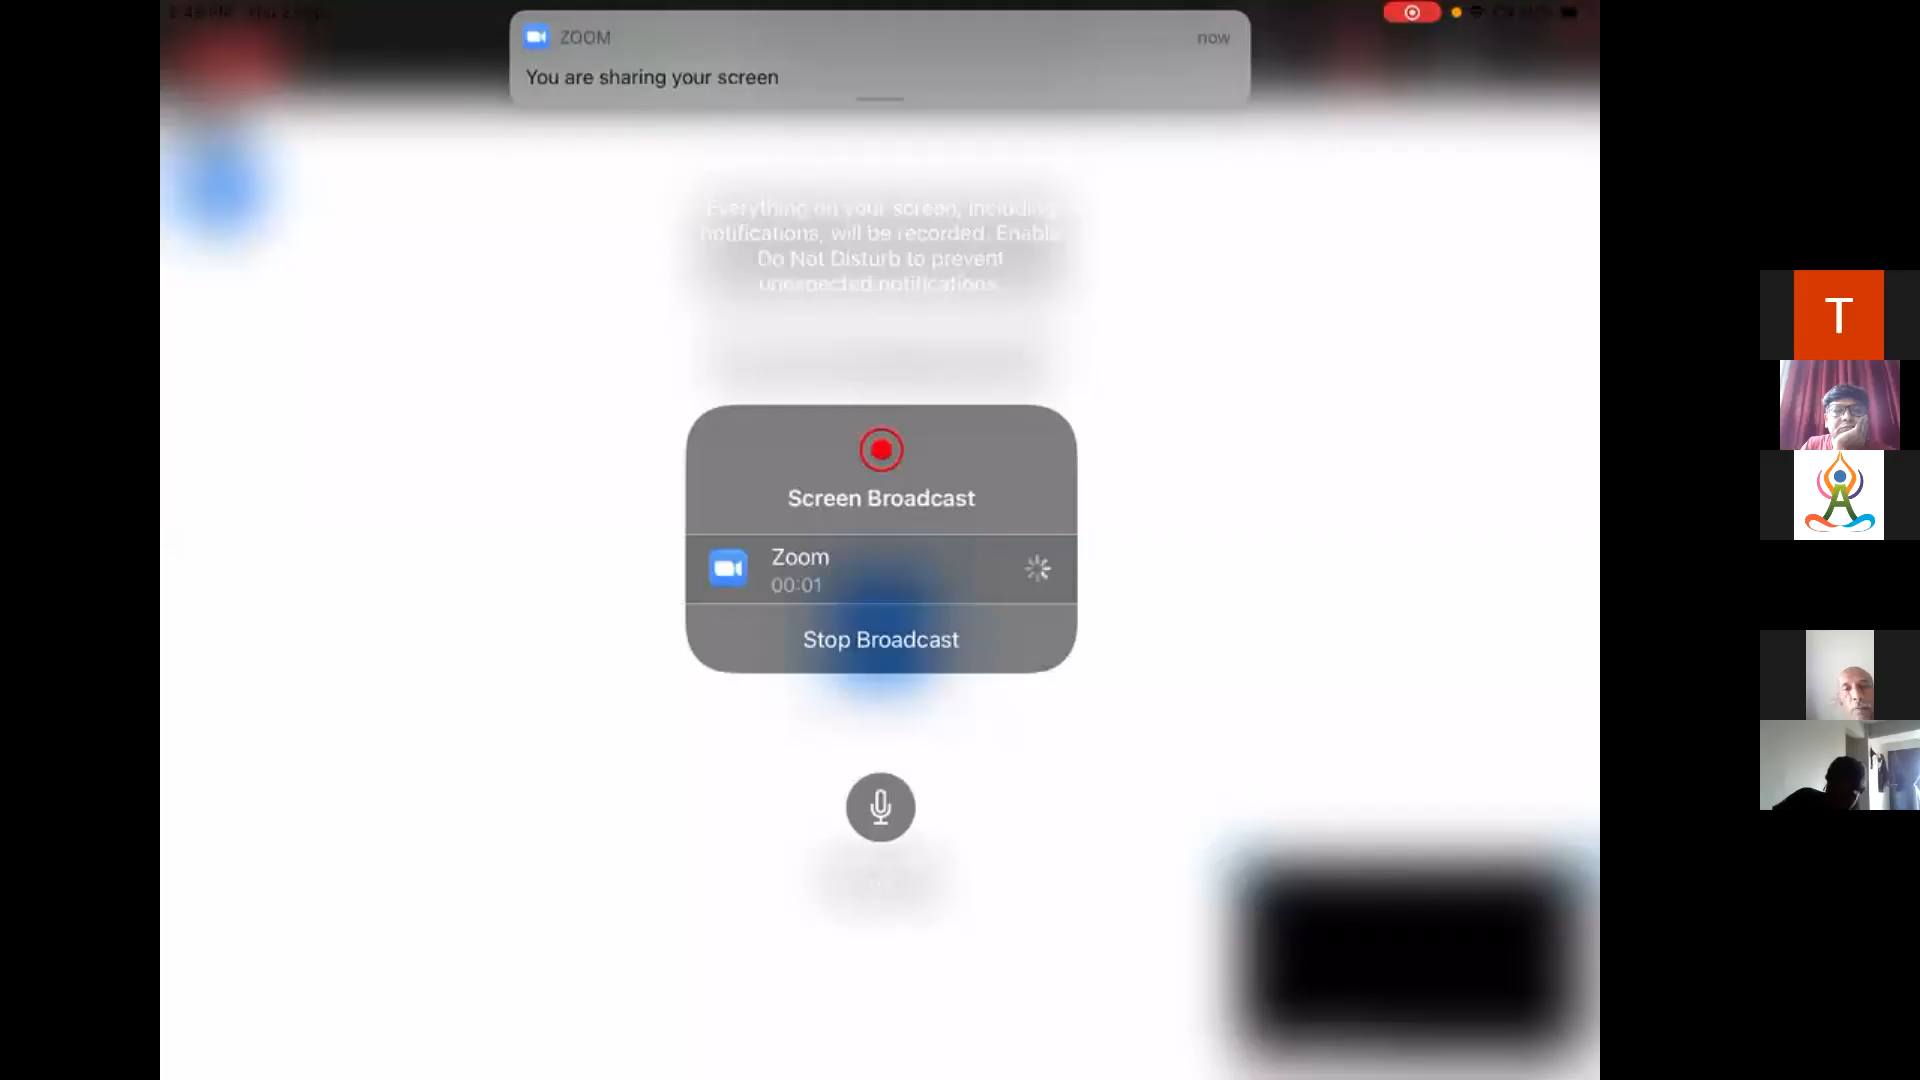 ZOOM
now
You are sharing your screen
Everything on your screen, including
notifications, will be recorded. Enable
Do Not Disturb to prevent
unexpected notifications.
Screen Broadcast
Zoom
00:01
Stop Broadcast
T
A